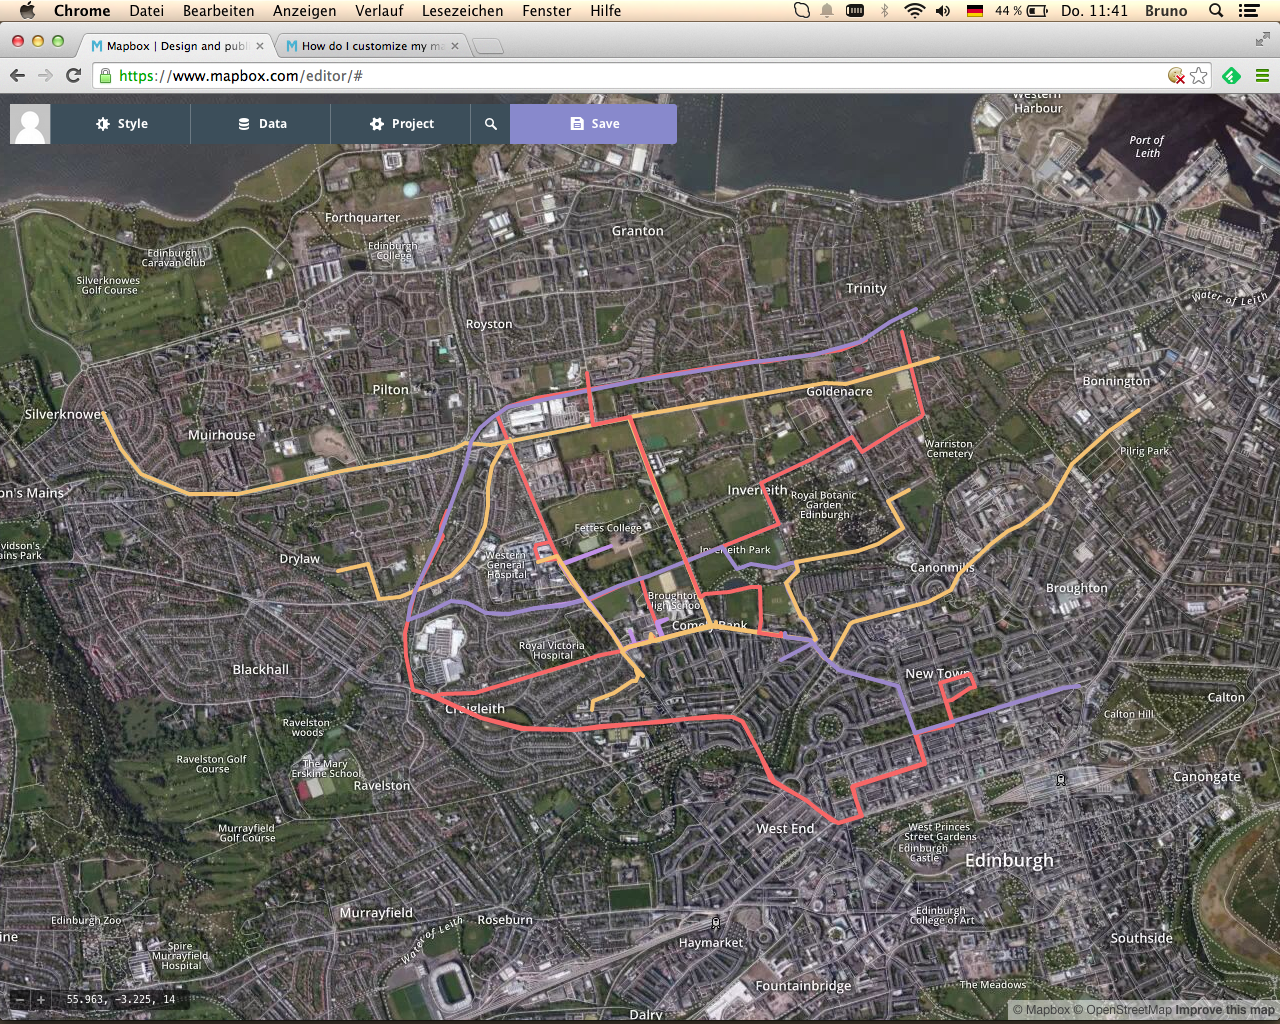 Chrome Datei Bearbeiten Anzeigen Verlauf Lesezeichen Fenster Hilfe 44 % Do. 11:41 Bruno
Mapbox | Design and publ
How do I customize my ma
https://www.mapbox.com/editor/#
Style
Data
Project
Save
Western
Harbour
Port of
Leith
Forthquarter
Granton
Edinburgh
College
Edinburgh
Caravan Club
Silverknowes
Golf Course
Trinity
Water of Leith
Royston
Pilton
Goldenacre
Bonnington
Silverknowes
Muirhouse
Warriston
Cemetery
Pilrig Park
on's Mains
Inverleith
Royal Botanic
Garden
Edinburgh
Fettes College
vidson's
ains Park
Drylaw
Western
General
Hospital
Inverleith Park
Canonmills
Broughton
High School
Broughton
Comely Bank
Royal Victoria
Hospital
Blackhall
New Town
Calton
Craigleith
Calton Hill
Ravelston
woods
Ravelston Golf
Course
The Mary
Erskine School
Ravelston
Canongate
Murrayfield
Golf Course
West End
West Princes
Street Gardens
Edinburgh
Castle
Edinburgh
Murrayfield
Roseburn
Edinburgh Zoo
Water of Leith
Edinburgh
College of Art
ine
Haymarket
Southside
Spire
Murrayfield
Hospital
Fountainbridge
The Meadows
55.963, -3.225, 14
Dalry
© Mapbox © OpenStreetMap Improve this map